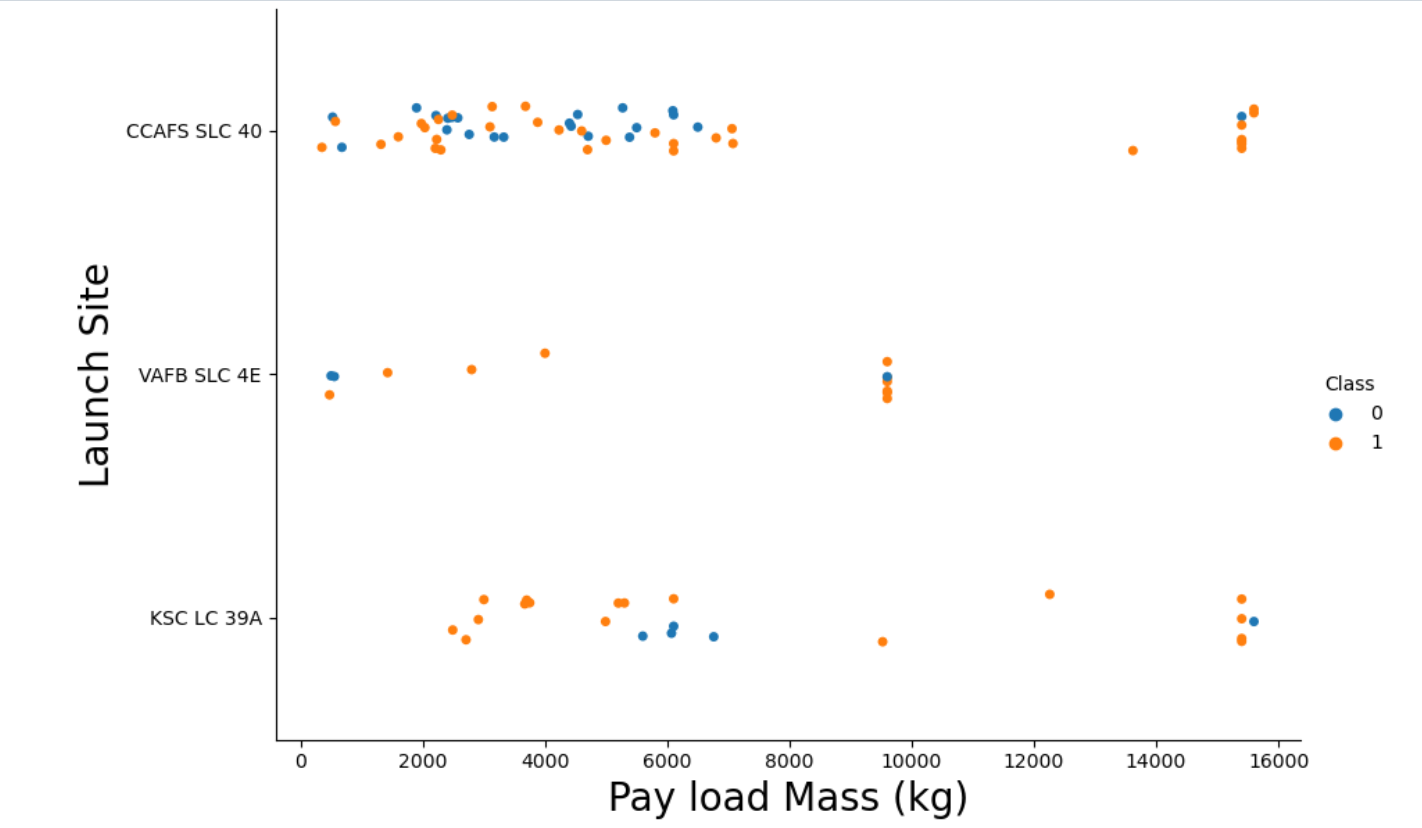 CCAFS SLC 40
VAFB SLC 4E
KSC LC 39A
Launch Site
0 2000 4000 6000 8000 10000 12000 14000 16000
Pay load Mass (kg)
Class
0
1